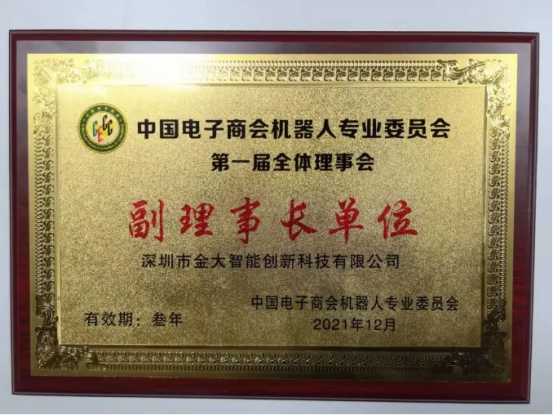 CECC
中国电子商会机器人专业委员会
第一届全体理事会
副理事长单位
深圳市金大智能创新科技有限公司
中国电子商会机器人专业委员会
有效期：叁年
2021年12月